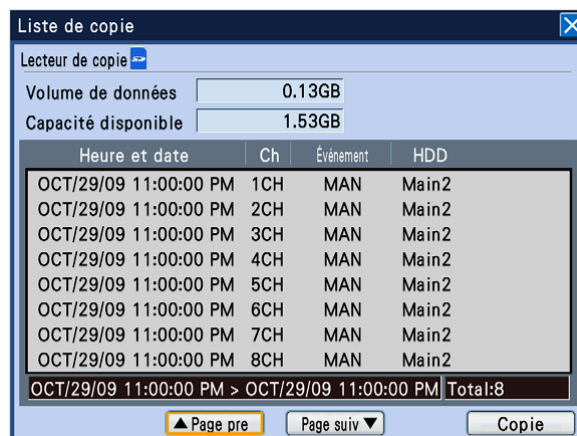 Liste de copie
Lecteur de copie
Volume de données 0.13GB
Capacité disponible 1.53GB
Heure et date Ch Événement HDD
OCT/29/09 11:00:00 PM 1CH MAN Main2
OCT/29/09 11:00:00 PM 2CH MAN Main2
OCT/29/09 11:00:00 PM 3CH MAN Main2
OCT/29/09 11:00:00 PM 4CH MAN Main2
OCT/29/09 11:00:00 PM 5CH MAN Main2
OCT/29/09 11:00:00 PM 6CH MAN Main2
OCT/29/09 11:00:00 PM 7CH MAN Main2
OCT/29/09 11:00:00 PM 8CH MAN Main2
OCT/29/09 11:00:00 PM > OCT/29/09 11:00:00 PM Total:8
▲ Page pre Page suiv ▼ Copie